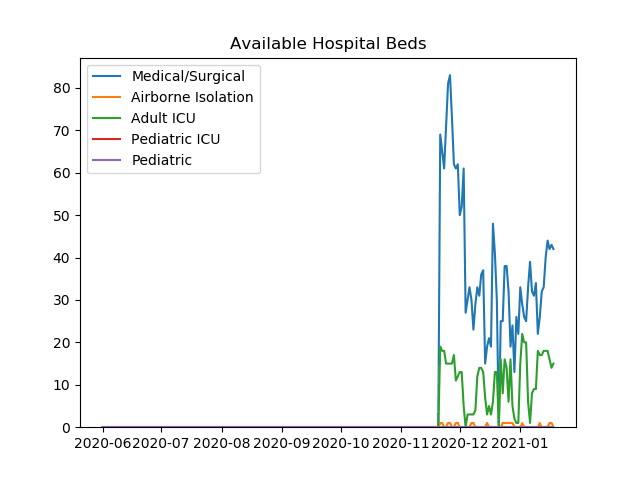 Available Hospital Beds
Medical/Surgical
Airborne Isolation
Adult ICU
Pediatric ICU
Pediatric
80
70
60
50
40
30
20
10
0
2020-06 2020-07 2020-08 2020-09 2020-10 2020-11 2020-12 2021-01